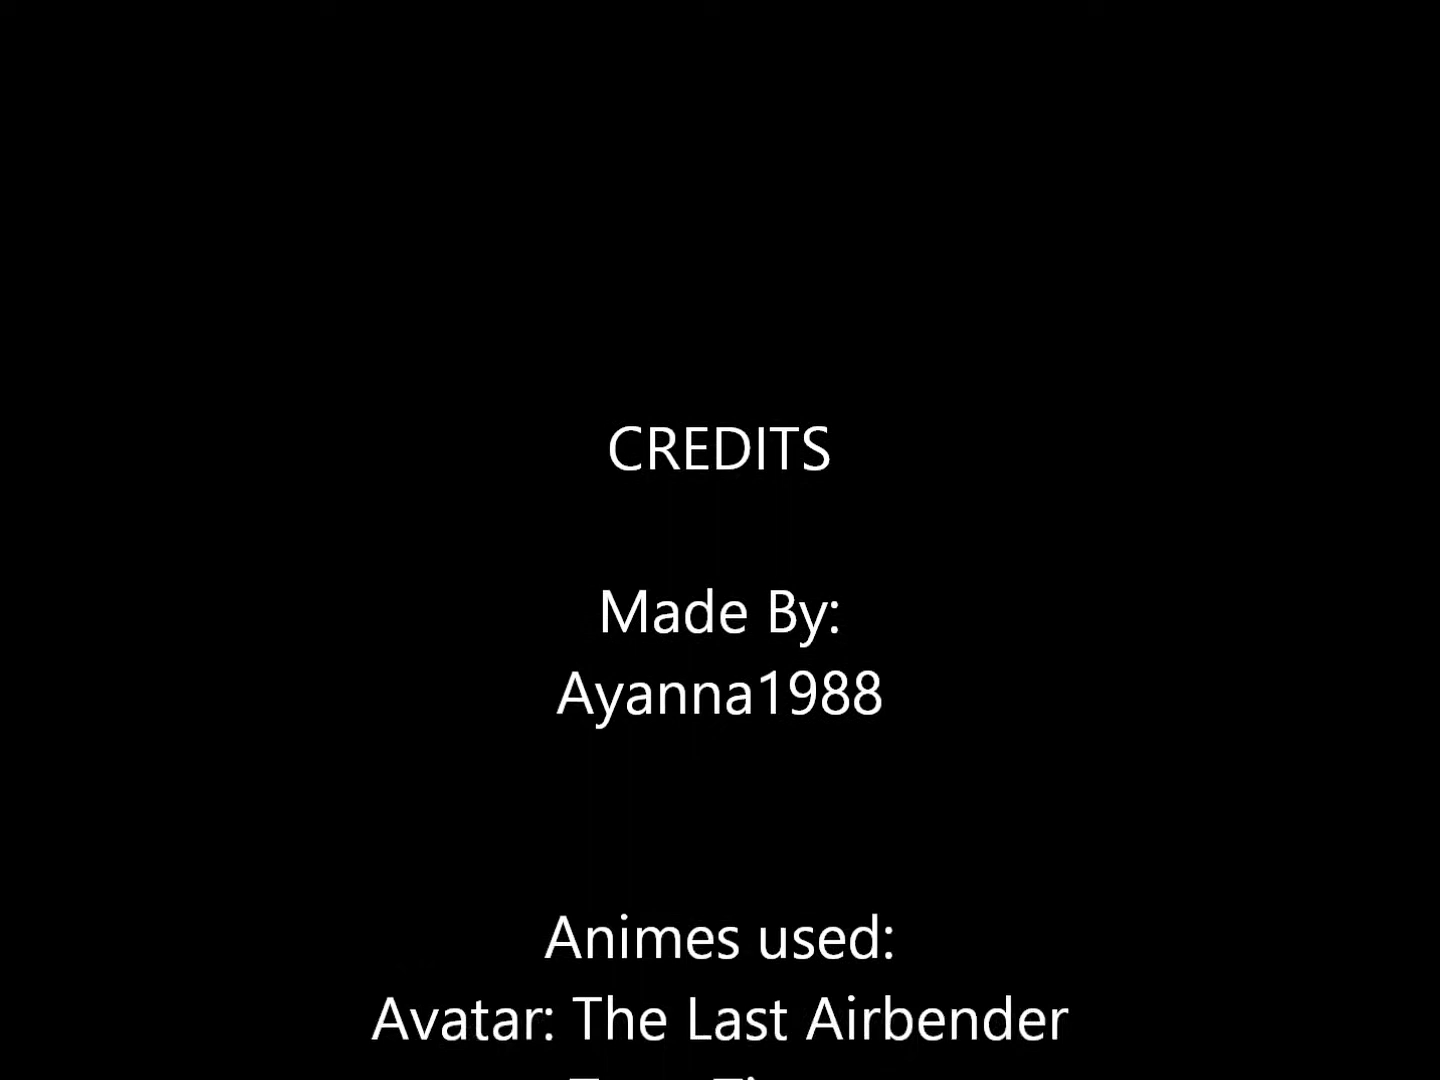 CREDITS
Made By:
Ayanna1988
Animes used:
Avatar: The Last Airbender